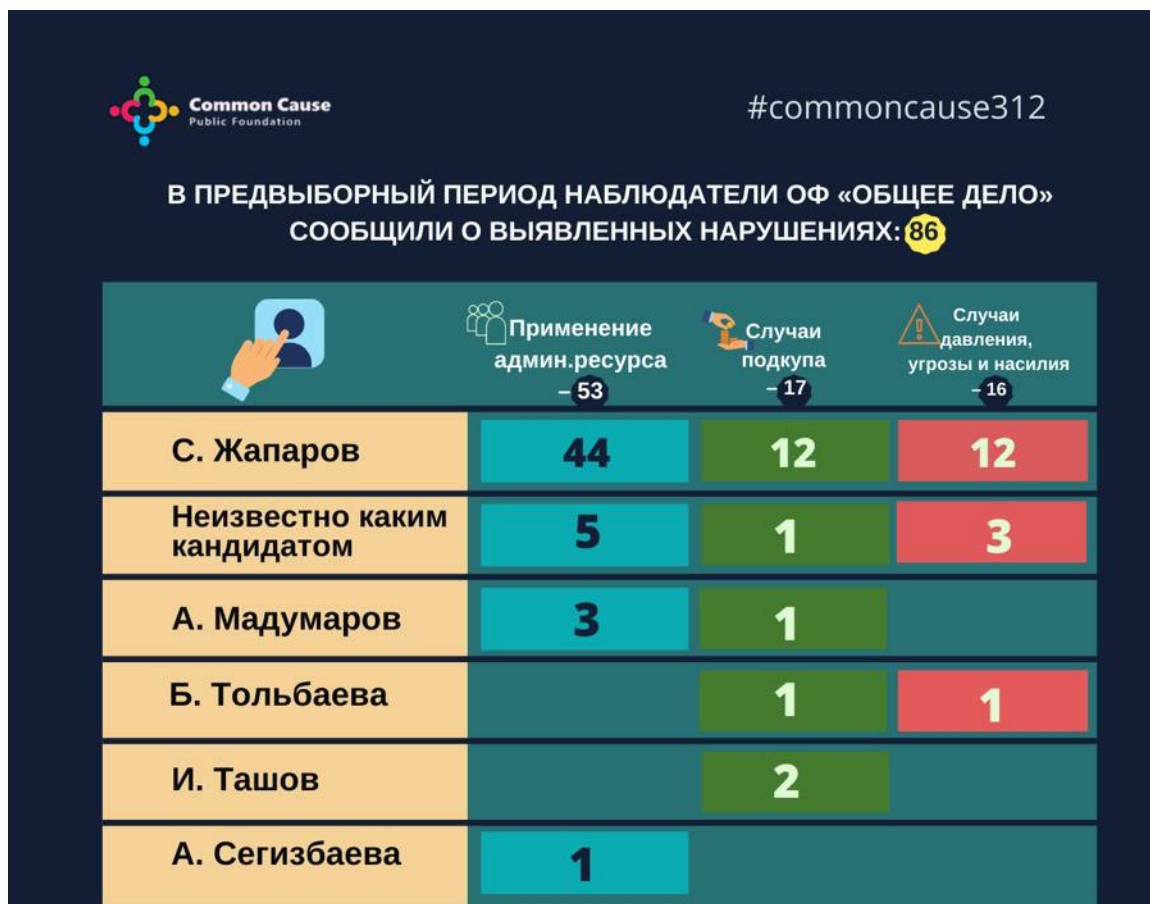 Common Cause
Public Foundation
#commoncause312
В ПРЕДВЫБОРНЫЙ ПЕРИОД НАБЛЮДАТЕЛИ ОФ «ОБЩЕЕ ДЕЛО»
СООБЩИЛИ О ВЫЯВЛЕННЫХ НАРУШЕНИЯХ: 86
Применение
админ.ресурса
– 53
Случаи
подкупа
– 17
Случаи
давления,
угрозы и насилия
– 16
С. Жапаров
44
12
12
Неизвестно каким
кандидатом
5
1
3
А. Мадумаров
3
1
Б. Тольбаева
1
1
И. Ташов
2
А. Сегизбаева
1